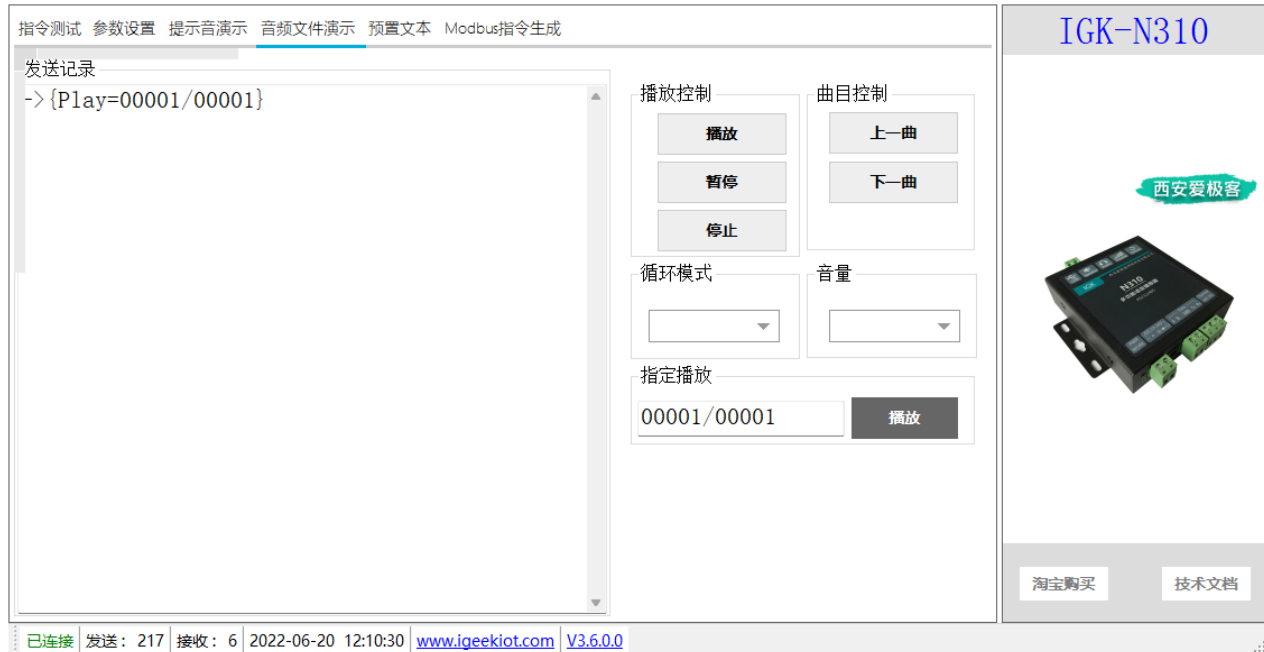 指令测试 参数设置 提示音演示 音频文件演示 预置文本 Modbus指令生成
发送记录
->{Play=00001/00001}
播放控制
播放
暂停
停止
曲目控制
上一曲
下一曲
循环模式
音量
指定播放
00001/00001 播放
IGK-N310
西安爱极客
IGK
N310
淘宝购买 技术文档
已连接 发送: 217 接收: 6 2022-06-20 12:10:30 www.igeekiot.com V3.6.0.0